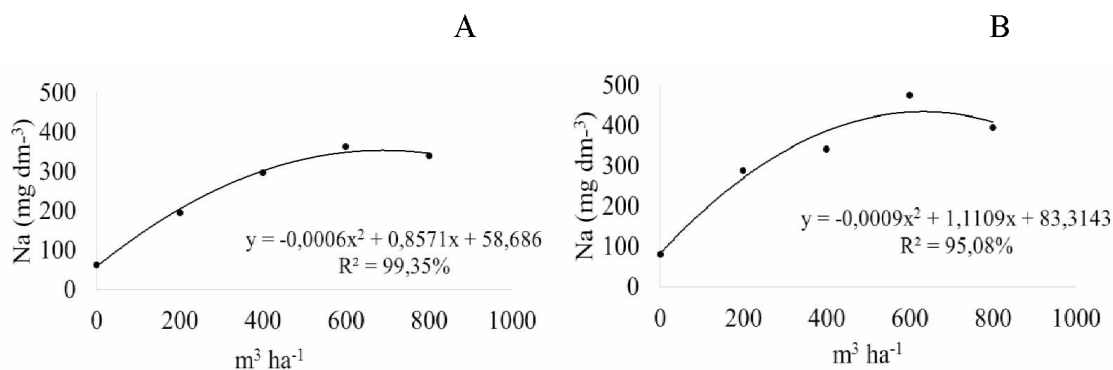 A
B
500
400
300
200
100
0
Na (mg dm-³)
y = -0,0006x² + 0,8571x + 58,686
R² = 99,35%
0 200 400 600 800 1000
m³ ha⁻¹
500
400
300
200
100
0
Na (mg dm-³)
y = -0,0009x² + 1,1109x + 83,3143
R² = 95,08%
0 200 400 600 800 1000
m³ ha⁻¹